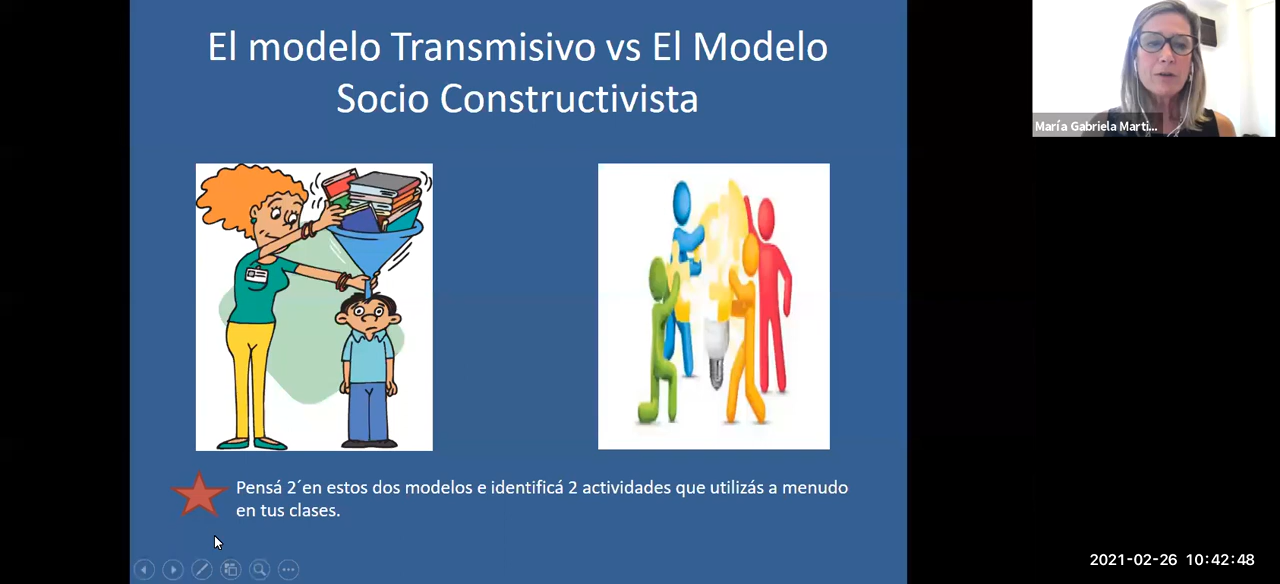 El modelo Transmisivo vs El Modelo
Socio Constructivista
María Gabriela Marti...
Pensá 2´en estos dos modelos e identificá 2 actividades que utilizás a menudo
en tus clases.
2021-02-26 10:42:48